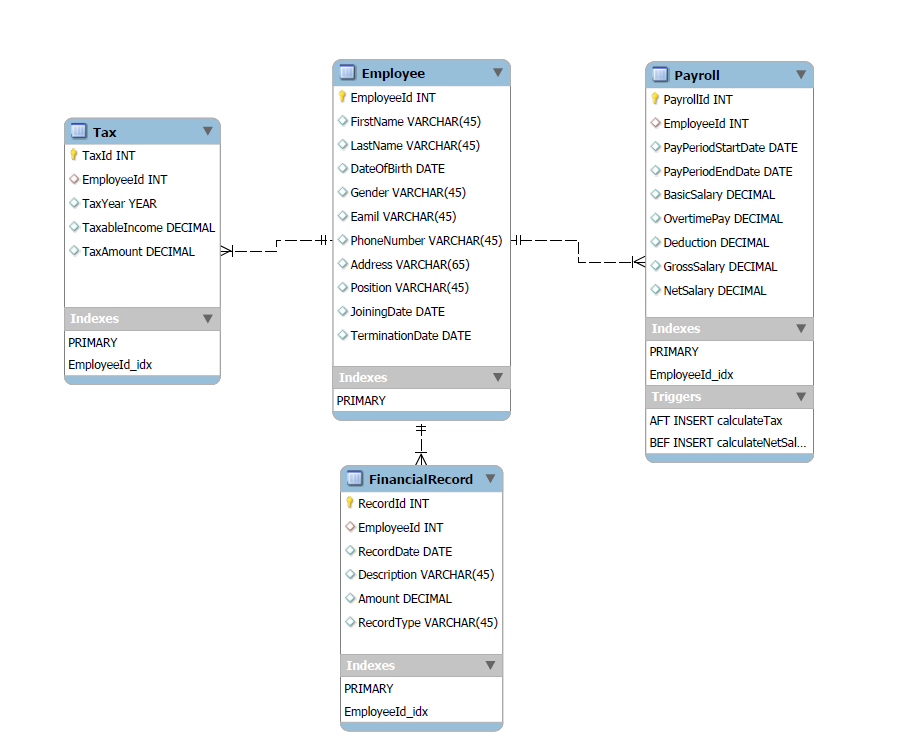 Tax
TaxId INT
EmployeeId INT
TaxYear YEAR
TaxableIncome DECIMAL
TaxAmount DECIMAL
Indexes
PRIMARY
EmployeeId_idx
Employee
EmployeeId INT
FirstName VARCHAR(45)
LastName VARCHAR(45)
DateOfBirth DATE
Gender VARCHAR(45)
Eamil VARCHAR(45)
PhoneNumber VARCHAR(45)
Address VARCHAR(65)
Position VARCHAR(45)
JoiningDate DATE
TerminationDate DATE
Indexes
PRIMARY
Payroll
PayrollId INT
EmployeeId INT
PayPeriodStartDate DATE
PayPeriodEndDate DATE
BasicSalary DECIMAL
OvertimePay DECIMAL
Deduction DECIMAL
GrossSalary DECIMAL
NetSalary DECIMAL
Indexes
PRIMARY
EmployeeId_idx
Triggers
AFT INSERT calculateTax
BEF INSERT calculateNetSal...
FinancialRecord
RecordId INT
EmployeeId INT
RecordDate DATE
Description VARCHAR(45)
Amount DECIMAL
RecordType VARCHAR(45)
Indexes
PRIMARY
EmployeeId_idx